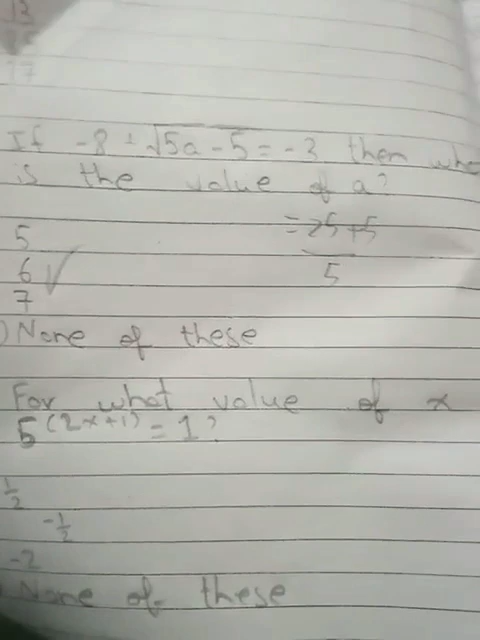 13
If -8 + √5a - 5 = -3 then
is the value of a?
= 25+5
5
5
6 ✓
7
) None of these
For what value of x
5^(2x+1) = 1?
1/2
-1/2
-2
) None of these